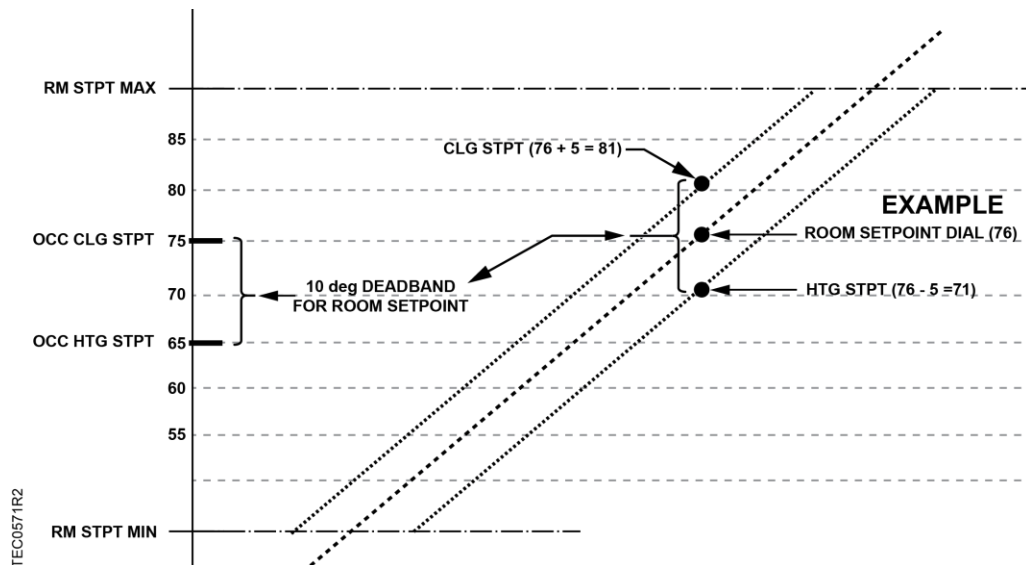 RM STPT MAX
85
CLG STPT (76 + 5 = 81)
80
EXAMPLE
OCC CLG STPT
75
ROOM SETPOINT DIAL (76)
10 deg DEADBAND
FOR ROOM SETPOINT
70
HTG STPT (76 - 5 =71)
OCC HTG STPT
65
60
55
RM STPT MIN
TEC0571R2